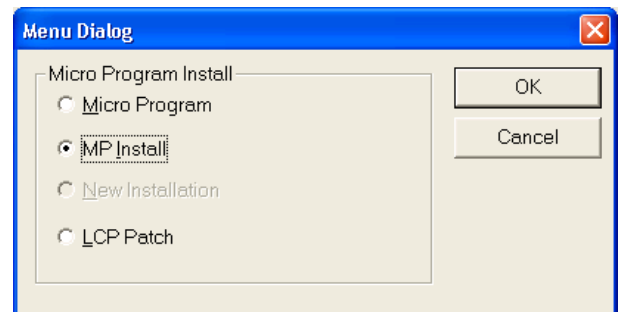 Menu Dialog
Micro Program Install
Micro Program
MP Install
New Installation
LCP Patch
OK
Cancel